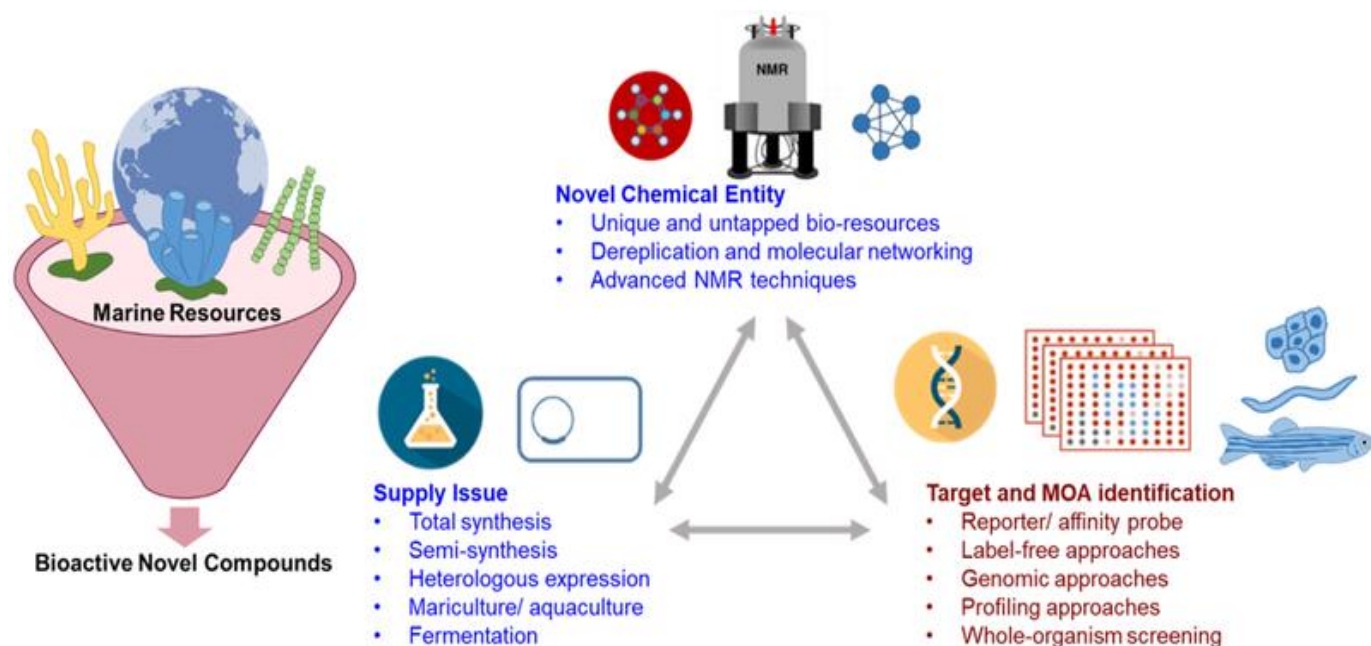 NMR
Novel Chemical Entity
• Unique and untapped bio-resources
• Dereplication and molecular networking
• Advanced NMR techniques
Marine Resources
Bioactive Novel Compounds
Supply Issue
• Total synthesis
• Semi-synthesis
• Heterologous expression
• Mariculture/ aquaculture
• Fermentation
Target and MOA identification
• Reporter/ affinity probe
• Label-free approaches
• Genomic approaches
• Profiling approaches
• Whole-organism screening